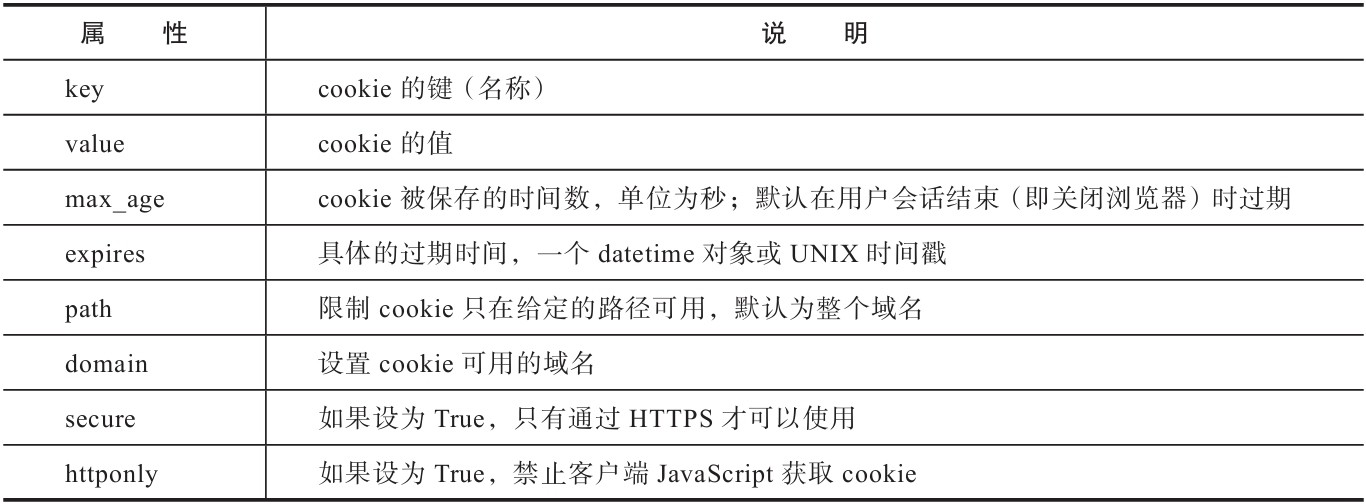 属 性 说 明
key cookie 的键（名称）
value cookie 的值
max_age cookie 被保存的时间数，单位为秒；默认在用户会话结束（即关闭浏览器）时过期
expires 具体的过期时间，一个 datetime 对象或 UNIX 时间戳
path 限制 cookie 只在给定的路径可用，默认为整个域名
domain 设置 cookie 可用的域名
secure 如果设为 True，只有通过 HTTPS 才可以使用
httponly 如果设为 True，禁止客户端 JavaScript 获取 cookie